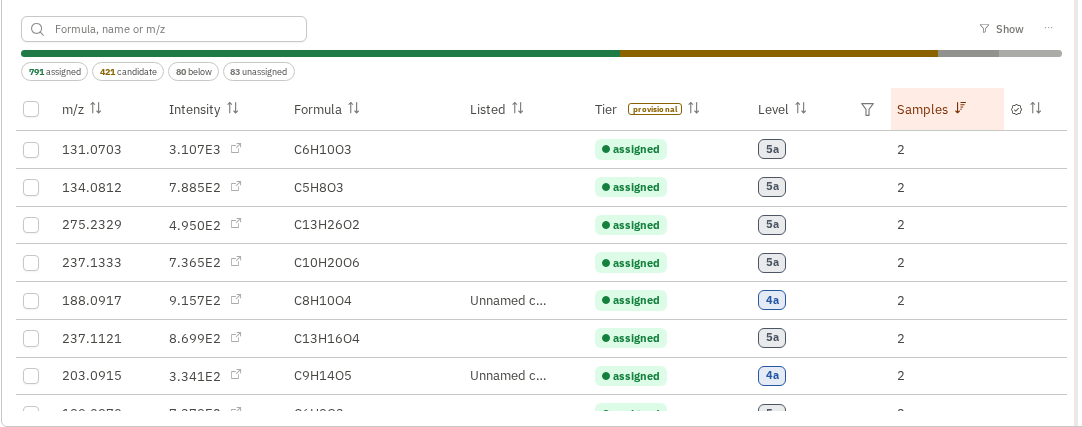 Formula, name or m/z
Show ...
791 assigned 421 candidate 80 below 83 unassigned
m/z Intensity Formula Listed Tier provisional Level Samples
131.0703 3.107E3 C6H10O3 assigned 5a 2
134.0812 7.885E2 C5H8O3 assigned 5a 2
275.2329 4.950E2 C13H26O2 assigned 5a 2
237.1333 7.365E2 C10H20O6 assigned 5a 2
188.0917 9.157E2 C8H10O4 Unnamed c... assigned 4a 2
237.1121 8.699E2 C13H16O4 assigned 5a 2
203.0915 3.341E2 C9H14O5 Unnamed c... assigned 4a 2